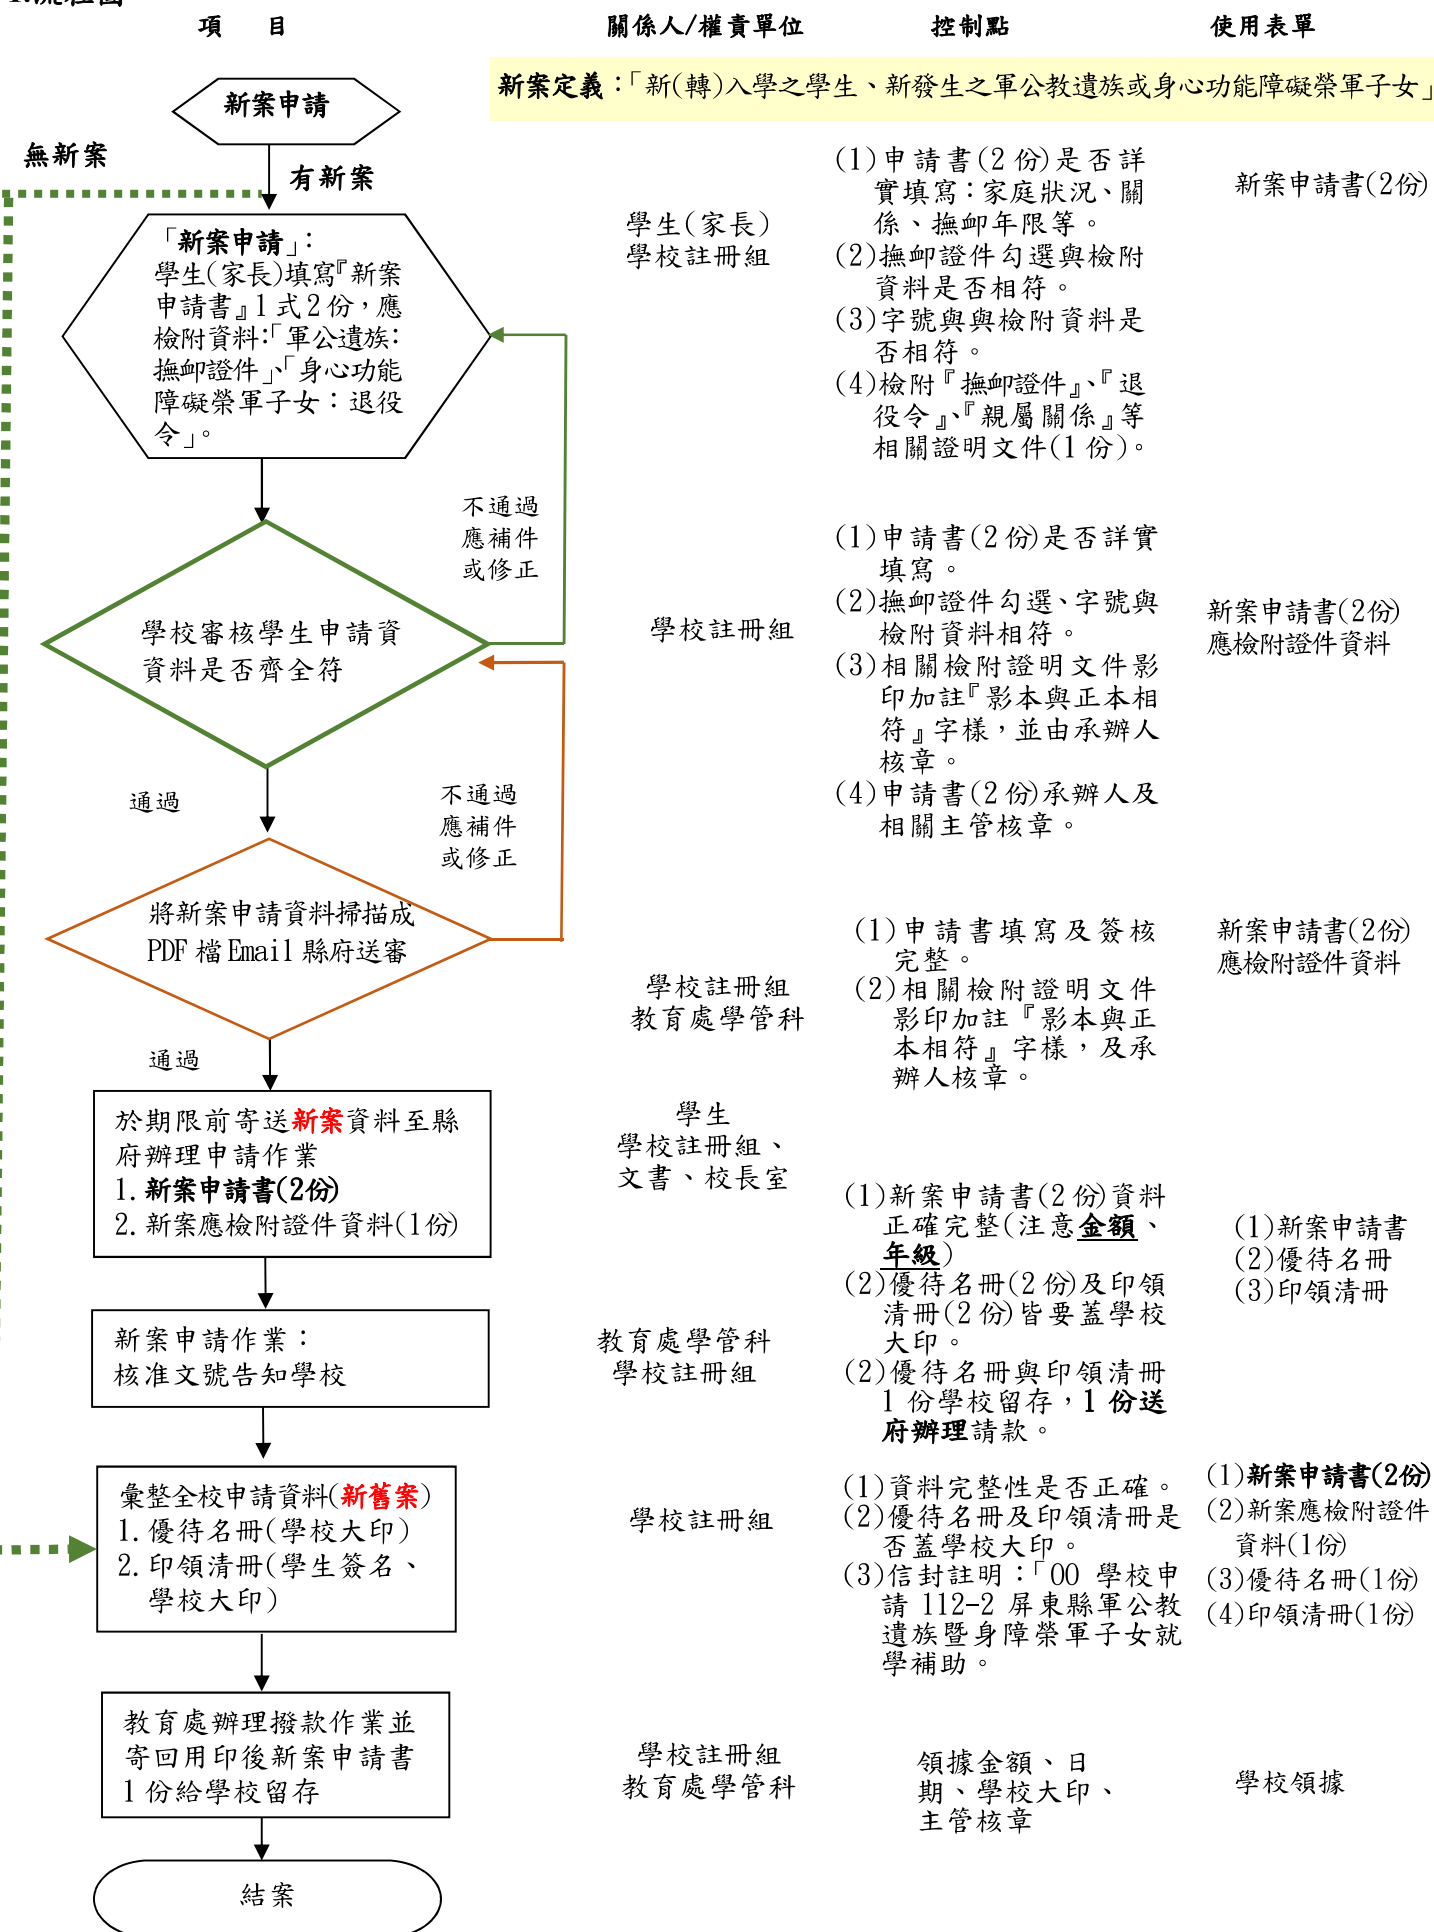 項　目　關係人/權責單位　控制點　使用表單
新案申請
新案定義：「新(轉)入學之學生、新發生之軍公教遺族或身心功能障礙榮軍子女」
無新案
有新案
「新案申請」：
學生(家長)填寫『新案
申請書』1 式 2 份，應
檢附資料：「軍公遺族：
撫卹證件」、「身心功能
障礙榮軍子女：退役
令」。
學生(家長)
學校註冊組
(1)申請書(2 份)是否詳
實填寫：家庭狀況、關
係、撫卹年限等。
(2)撫卹證件勾選與檢附
資料是否相符。
(3)字號與與檢附資料是
否相符。
(4)檢附『撫卹證件』、『退
役令』、『親屬關係』等
相關證明文件(1 份)。
新案申請書(2份)
不通過
應補件
或修正
學校審核學生申請資
資料是否齊全符
學校註冊組
(1)申請書(2 份)是否詳實
填寫。
(2)撫卹證件勾選、字號與
檢附資料相符。
(3)相關檢附證明文件影
印加註『影本與正本相
符』字樣，並由承辦人
核章。
(4)申請書(2 份)承辦人及
相關主管核章。
新案申請書(2份)
應檢附證件資料
通過
不通過
應補件
或修正
將新案申請資料掃描成
PDF 檔 Email 縣府送審
學校註冊組
教育處學管科
(1)申請書填寫及簽核
完整。
(2)相關檢附證明文件
影印加註『影本與正
本相符』字樣，及承
辦人核章。
新案申請書(2份)
應檢附證件資料
通過
於期限前寄送新案資料至縣
府辦理申請作業
1. 新案申請書(2份)
2. 新案應檢附證件資料(1份)
學生
學校註冊組、
文書、校長室
(1)新案申請書(2 份)資料
正確完整(注意金額、
年級)
(2)優待名冊(2 份)及印領
清冊(2 份)皆要蓋學校
大印。
(2)優待名冊與印領清冊
1 份學校留存，1 份送
府辦理請款。
(1)新案申請書
(2)優待名冊
(3)印領清冊
新案申請作業：
核准文號告知學校
教育處學管科
學校註冊組
彙整全校申請資料(新舊案)
1. 優待名冊(學校大印)
2. 印領清冊(學生簽名、
學校大印)
學校註冊組
(1)資料完整性是否正確。
(2)優待名冊及印領清冊是
否蓋學校大印。
(3)信封註明：「00 學校申
請 112-2 屏東縣軍公教
遺族暨身障榮軍子女就
學補助。
(1)新案申請書(2份)
(2)新案應檢附證件
資料(1份)
(3)優待名冊(1份)
(4)印領清冊(1份)
教育處辦理撥款作業並
寄回用印後新案申請書
1 份給學校留存
學校註冊組
教育處學管科
領據金額、日
期、學校大印、
主管核章
學校領據
結案